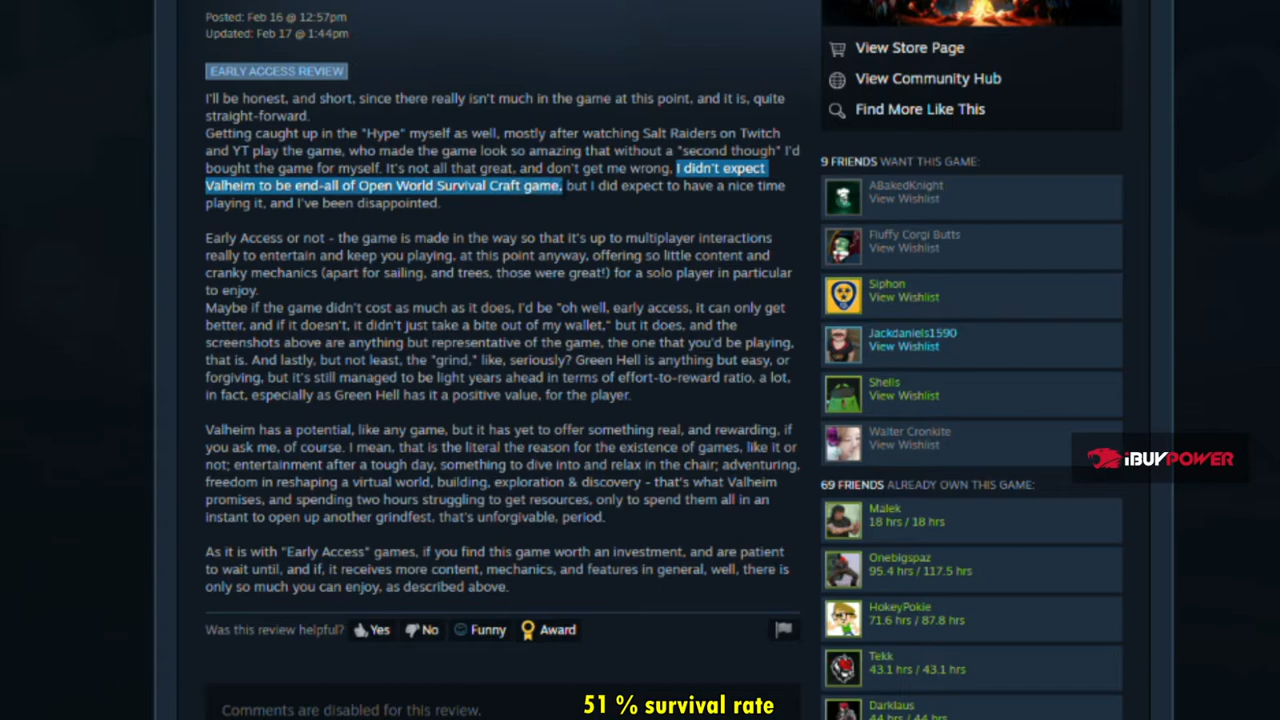 Posted: Feb 16 @ 12:57pm
Updated: Feb 17 @ 1:44pm
EARLY ACCESS REVIEW
I'll be honest, and short, since there really isn't much in the game at this point, and it is, quite
straight-forward.
Getting caught up in the "Hype" myself as well, mostly after watching Salt Raiders on Twitch
and YT play the game, who made the game look so amazing that without a "second though" I'd
bought the game for myself. It's not all that great, and don't get me wrong, I didn't expect
Valheim to be end-all of Open World Survival Craft game, but I did expect to have a nice time
playing it, and I've been disappointed.
Early Access or not - the game is made in the way so that it's up to multiplayer interactions
really to entertain and keep you playing, at this point anyway, offering so little content and
cranky mechanics (apart for sailing, and trees, those were great!) for a solo player in particular
to enjoy.
Maybe if the game didn't cost as much as it does, I'd be "oh well, early access, it can only get
better, and if it doesn't, it didn't just take a bite out of my wallet," but it does, and the
screenshots above are anything but representative of the game, the one that you'd be playing,
that is. And lastly, but not least, the "grind," like, seriously? Green Hell is anything but easy, or
forgiving, but it's still managed to be light years ahead in terms of effort-to-reward ratio, a lot,
in fact, especially as Green Hell has it a positive value, for the player.
Valheim has a potential, like any game, but it has yet to offer something real, and rewarding, if
you ask me, of course. I mean, that is the literal the reason for the existence of games, like it or
not; entertainment after a tough day, something to dive into and relax in the chair; adventuring,
freedom in reshaping a virtual world, building, exploration & discovery - that's what Valheim
promises, and spending two hours struggling to get resources, only to spend them all in an
instant to open up another grindfest, that's unforgivable, period.
As it is with "Early Access" games, if you find this game worth an investment, and are patient
to wait until, and if, it receives more content, mechanics, and features in general, well, there is
only so much you can enjoy, as described above.
Was this review helpful? Yes No Funny Award
Comments are disabled for this review.
View Store Page
View Community Hub
Find More Like This
9 FRIENDS WANT THIS GAME:
ABakedKnight
View Wishlist
Fluffy Corgi Butts
View Wishlist
Siphon
View Wishlist
Jackdaniels1590
View Wishlist
Shells
View Wishlist
Walter Cronkite
View Wishlist
iBUYPOWER
69 FRIENDS ALREADY OWN THIS GAME:
Malek
18 hrs / 18 hrs
Onebigspaz
95.4 hrs / 117.5 hrs
HokeyPokie
71.6 hrs / 87.8 hrs
Tekk
43.1 hrs / 43.1 hrs
Darklaus
44 hrs / 44 hrs
51 % survival rate